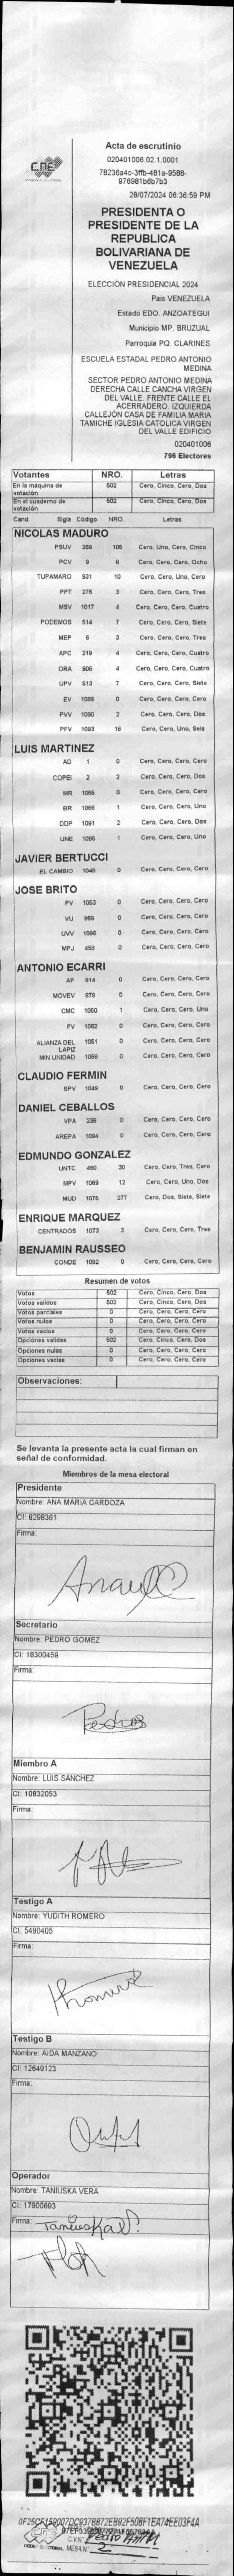 CNE
Acta de escrutinio
020401006.02.1.0001
78236a4c-3ffb-481a-9588-
976981b6b7b3
28/07/2024 06:36:59 PM
PRESIDENTA O
PRESIDENTE DE LA
REPUBLICA
BOLIVARIANA DE
VENEZUELA
ELECCIÓN PRESIDENCIAL 2024
Pais VENEZUELA
Estado EDO. ANZOATEGUI
Municipio MP. BRUZUAL
Parroquia PQ. CLARINES
ESCUELA ESTADAL PEDRO ANTONIO
MEDINA
SECTOR PEDRO ANTONIO MEDINA
DERECHA CALLE CANCHA VIRGEN
DEL VALLE. FRENTE CALLE EL
ACERRADERO. IZQUIERDA
CALLEJÓN CASA DE FAMILIA MARIA
TAMICHE IGLESIA CATOLICA VIRGEN
DEL VALLE EDIFICIO
020401006
796 Electores
Votantes NRO. Letras
En la máquina de votación 502 Cero, Cinco, Cero, Dos
En el cuaderno de votación 502 Cero, Cinco, Cero, Dos
Cand. Sigla Código NRO. Letras
NICOLAS MADURO
PSUV 269 105 Cero, Uno, Cero, Cinco
PCV 9 8 Cero, Cero, Cero, Ocho
TUPAMARO 931 10 Cero, Cero, Uno, Cero
PPT 276 3 Cero, Cero, Cero, Tres
MSV 1017 4 Cero, Cero, Cero, Cuatro
PODEMOS 514 7 Cero, Cero, Cero, Siete
MEP 6 3 Cero, Cero, Cero, Tres
APC 219 4 Cero, Cero, Cero, Cuatro
ORA 906 4 Cero, Cero, Cero, Cuatro
UPV 513 7 Cero, Cero, Cero, Siete
EV 1089 0 Cero, Cero, Cero, Cero
PVV 1090 2 Cero, Cero, Cero, Dos
PFV 1093 16 Cero, Cero, Uno, Seis
LUIS MARTINEZ
AD 1 0 Cero, Cero, Cero, Cero
COPEI 2 2 Cero, Cero, Cero, Dos
MR 1065 0 Cero, Cero, Cero, Cero
BR 1066 1 Cero, Cero, Cero, Uno
DDP 1091 2 Cero, Cero, Cero, Dos
UNE 1095 1 Cero, Cero, Cero, Uno
JAVIER BERTUCCI
EL CAMBIO 1049 0 Cero, Cero, Cero, Cero
JOSE BRITO
PV 1053 0 Cero, Cero, Cero, Cero
VU 869 0 Cero, Cero, Cero, Cero
UVV 1096 0 Cero, Cero, Cero, Cero
MPJ 458 0 Cero, Cero, Cero, Cero
ANTONIO ECARRI
AP 914 0 Cero, Cero, Cero, Cero
MOVEV 878 0 Cero, Cero, Cero, Cero
CMC 1050 1 Cero, Cero, Cero, Uno
FV 1062 0 Cero, Cero, Cero, Cero
ALIANZA DEL LAPIZ 1051 0 Cero, Cero, Cero, Cero
MIN UNIDAD 1068 0 Cero, Cero, Cero, Cero
CLAUDIO FERMIN
SPV 1048 0 Cero, Cero, Cero, Cero
DANIEL CEBALLOS
VPA 236 0 Cero, Cero, Cero, Cero
AREPA 1094 0 Cero, Cero, Cero, Cero
EDMUNDO GONZALEZ
UNTC 460 30 Cero, Cero, Tres, Cero
MPV 1069 12 Cero, Cero, Uno, Dos
MUD 1075 277 Cero, Dos, Siete, Siete
ENRIQUE MARQUEZ
CENTRADOS 1073 3 Cero, Cero, Cero, Tres
BENJAMIN RAUSSEO
CONDE 1092 0 Cero, Cero, Cero, Cero
Resumen de votos
Votos 502 Cero, Cinco, Cero, Dos
Votos validos 502 Cero, Cinco, Cero, Dos
Votos parciales 0 Cero, Cero, Cero, Cero
Votos nulos 0 Cero, Cero, Cero, Cero
Votos vacios 0 Cero, Cero, Cero, Cero
Opciones validas 502 Cero, Cinco, Cero, Dos
Opciones nulas 0 Cero, Cero, Cero, Cero
Opciones vacias 0 Cero, Cero, Cero, Cero
Observaciones:
Se levanta la presente acta la cual firman en
señal de conformidad.
Miembros de la mesa electoral
Presidente
Nombre: ANA MARIA CARDOZA
CI: 8298361
Firma:
Secretario
Nombre: PEDRO GOMEZ
CI: 18300459
Firma:
Pedros
Miembro A
Nombre: LUIS SANCHEZ
CI: 10832053
Firma:
Testigo A
Nombre: YUDITH ROMERO
CI: 5490405
Firma:
Testigo B
Nombre: AIDA MANZANO
CI: 12649123
Firma:
Operador
Nombre: TANIUSKA VERA
CI: 17900693
Firma:
C.V.N°
MESA N° 2